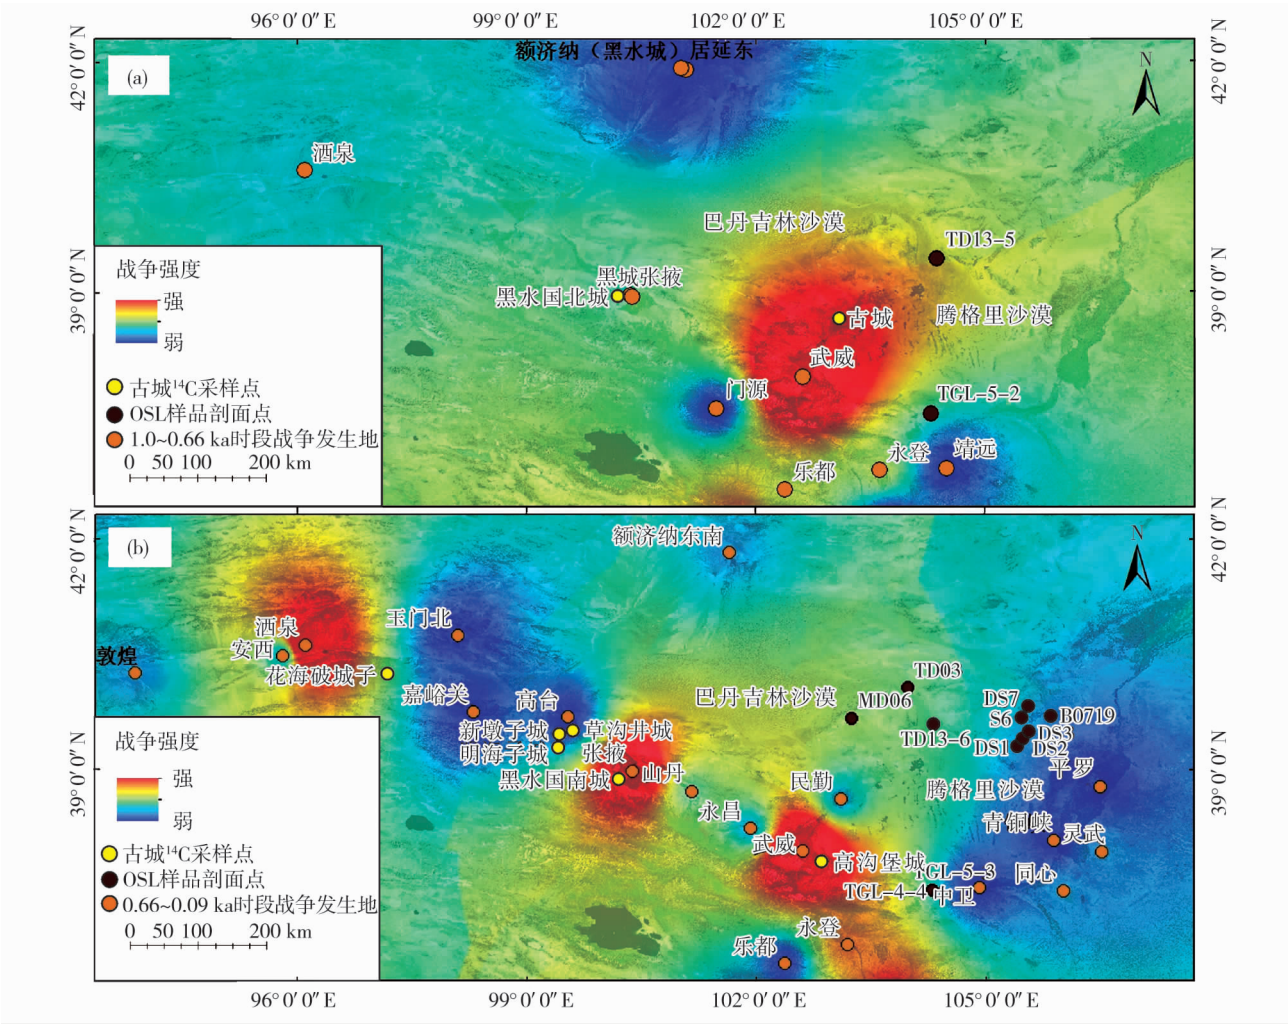 96° 0′ 0″ E
99° 0′ 0″ E
102° 0′ 0″ E
105° 0′ 0″ E
42° 0′ 0″ N
42° 0′ 0″ N
(a)
额济纳（黑水城）居延东
N
酒泉
巴丹吉林沙漠
TD13-5
39° 0′ 0″ N
39° 0′ 0″ N
黑城张掖
黑水国北城
腾格里沙漠
古城
武威
门源
TGL-5-2
永登
靖远
乐都
战争强度
强
弱
古城¹⁴C采样点
OSL样品剖面点
1.0~0.66 ka时段战争发生地
0 50 100 200 km
42° 0′ 0″ N
42° 0′ 0″ N
(b)
额济纳东南
N
玉门北
酒泉
安西
敦煌
花海破城子
TD03
嘉峪关
高台
巴丹吉林沙漠
MD06
DS7
S6
B0719
新墩子城
草沟井城
TD13-6
DS3
明海子城
张掖
DS1
DS2
平罗
39° 0′ 0″ N
39° 0′ 0″ N
黑水国南城
山丹
民勤
腾格里沙漠
永昌
青铜峡
灵武
武威
高沟堡城
TGL-5-3
同心
TGL-4-4
中卫
永登
乐都
战争强度
强
弱
古城¹⁴C采样点
OSL样品剖面点
0.66~0.09 ka时段战争发生地
0 50 100 200 km
96° 0′ 0″ E
99° 0′ 0″ E
102° 0′ 0″ E
105° 0′ 0″ E